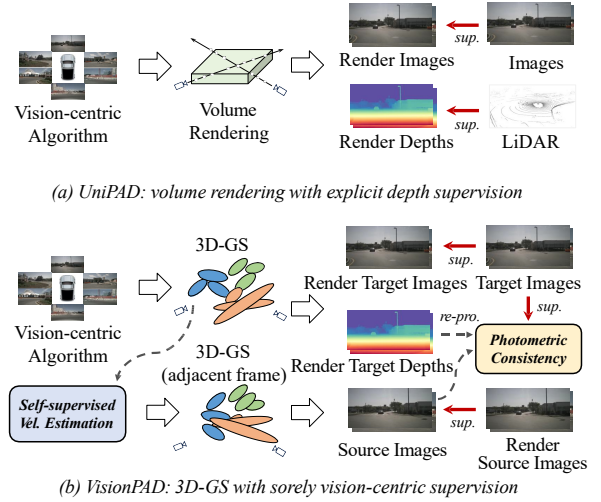 Vision-centric
Algorithm
Volume
Rendering
Render Images
sup.
Images
Render Depths
sup.
LiDAR
(a) UniPAD: volume rendering with explicit depth supervision
Vision-centric
Algorithm
3D-GS
Render Target Images
sup.
Target Images
sup.
re-pro.
Photometric
Consistency
Render Target Depths
Self-supervised
Vel. Estimation
3D-GS
(adjacent frame)
Source Images
sup.
Render
Source Images
(b) VisionPAD: 3D-GS with sorely vision-centric supervision